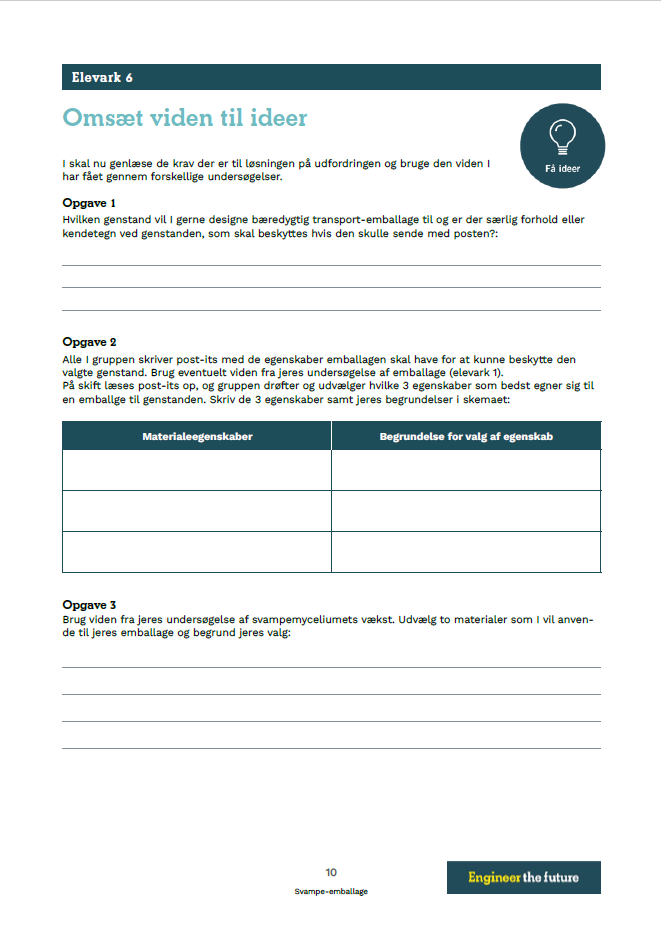 Elevark 6
Omsæt viden til ideer
Få ideer
I skal nu genlæse de krav der er til løsningen på udfordringen og bruge den viden I
har fået gennem forskellige undersøgelser.
Opgave 1
Hvilken genstand vil I gerne designe bæredygtig transport-emballage til og er der særlig forhold eller
kendetegn ved genstanden, som skal beskyttes hvis den skulle sende med posten?:
Opgave 2
Alle I gruppen skriver post-its med de egenskaber emballagen skal have for at kunne beskytte den
valgte genstand. Brug eventuelt viden fra jeres undersøgelse af emballage (elevark 1).
På skift læses post-its op, og gruppen drøfter og udvælger hvilke 3 egenskaber som bedst egner sig til
en emballge til genstanden. Skriv de 3 egenskaber samt jeres begrundelser i skemaet:
Materialeegenskaber
Begrundelse for valg af egenskab
Opgave 3
Brug viden fra jeres undersøgelse af svampemyceliumets vækst. Udvælg to materialer som I vil anven-
de til jeres emballage og begrund jeres valg:
10
Svampe-emballage
Engineer the future